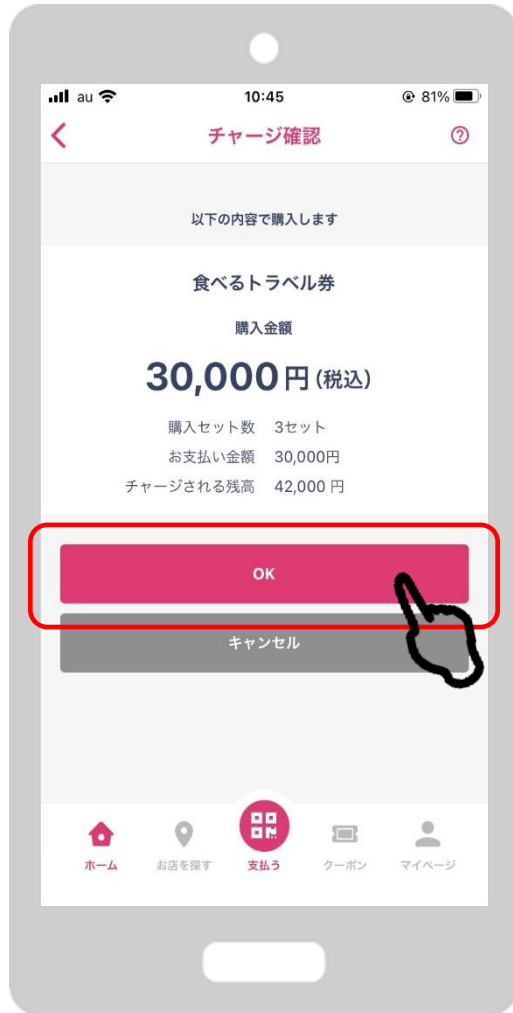 au 10:45 81%
チャージ確認
以下の内容で購入します
食べるトラベル券
購入金額
30,000円(税込)
購入セット数 3セット
お支払い金額 30,000円
チャージされる残高 42,000 円
OK
キャンセル
ホーム お店を探す 支払う クーポン マイページ